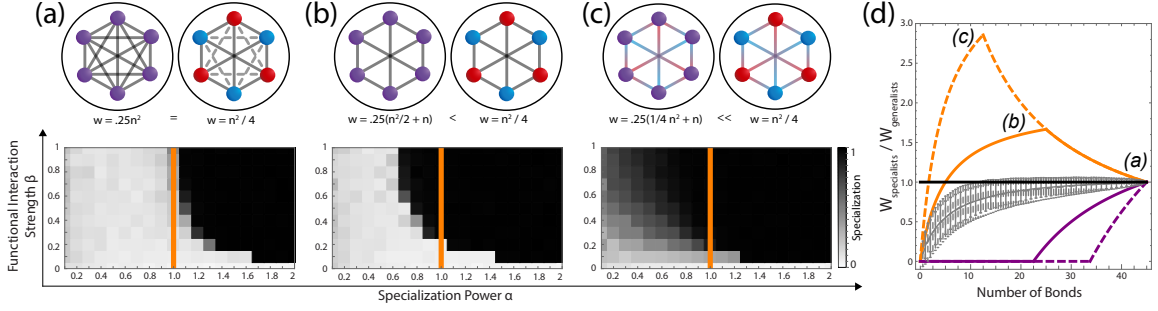 (a)
(b)
(c)
(d)
w = .25n² = w = n² / 4
w = .25(n²/2 + n) < w = n² / 4
w = .25(1/4 n² + n) << w = n² / 4
Functional Interaction
Strength β
1
0.8
0.6
0.4
0.2
0
0.2 0.4 0.6 0.8 1.0 1.2 1.4 1.6 1.8 2
1
0.8
0.6
0.4
0.2
0
0.2 0.4 0.6 0.8 1.0 1.2 1.4 1.6 1.8 2
1
0.8
0.6
0.4
0.2
0
0.2 0.4 0.6 0.8 1.0 1.2 1.4 1.6 1.8 2
1
Specialization
0
Specialization Power α
W specialists / W generalists
3.0
2.5
2.0
1.5
1.0
0.5
0
(c)
(b)
(a)
0 10 20 30 40
Number of Bonds